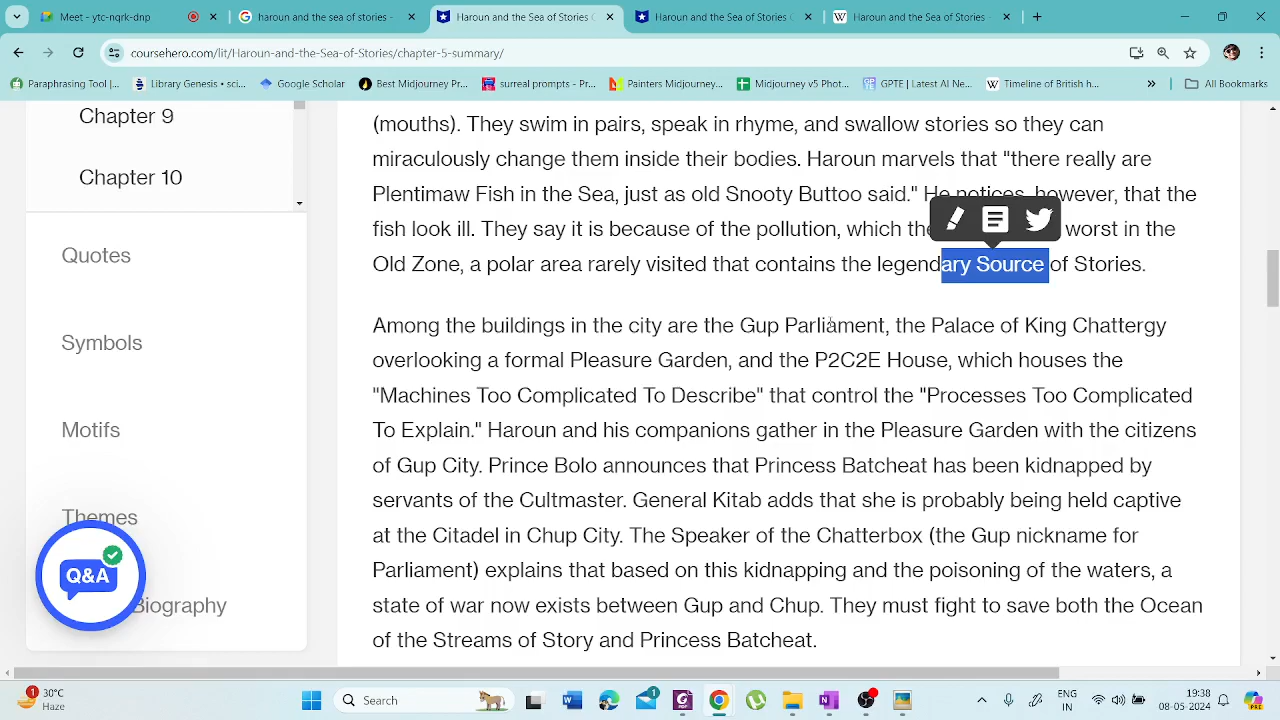 Meet - ytc-nqrk-dnp
haroun and the sea of stories -
Haroun and the Sea of Stories C
Haroun and the Sea of Stories C
Haroun and the Sea of Stories -
coursehero.com/lit/Haroun-and-the-Sea-of-Stories/chapter-5-summary/
Paraphrasing Tool |...
Library Genesis • sci...
Google Scholar
Best Midjourney Pr...
surreal prompts - Pr...
Painters Midjourney...
Midjourney v5 Phot...
GPTE | Latest AI Ne...
Timeline of British h...
All Bookmarks
Chapter 9
Chapter 10
Quotes
Symbols
Motifs
Themes
Biography
Q&A
(mouths). They swim in pairs, speak in rhyme, and swallow stories so they can
miraculously change them inside their bodies. Haroun marvels that "there really are
Plentimaw Fish in the Sea, just as old Snooty Buttoo said." He notices, however, that the
fish look ill. They say it is because of the pollution, which the worst in the
Old Zone, a polar area rarely visited that contains the legendary Source of Stories.
Among the buildings in the city are the Gup Parliament, the Palace of King Chattergy
overlooking a formal Pleasure Garden, and the P2C2E House, which houses the
"Machines Too Complicated To Describe" that control the "Processes Too Complicated
To Explain." Haroun and his companions gather in the Pleasure Garden with the citizens
of Gup City. Prince Bolo announces that Princess Batcheat has been kidnapped by
servants of the Cultmaster. General Kitab adds that she is probably being held captive
at the Citadel in Chup City. The Speaker of the Chatterbox (the Gup nickname for
Parliament) explains that based on this kidnapping and the poisoning of the waters, a
state of war now exists between Gup and Chup. They must fight to save both the Ocean
of the Streams of Story and Princess Batcheat.
30°C
Haze
Search
ENG
IN
19:38
08-05-2024